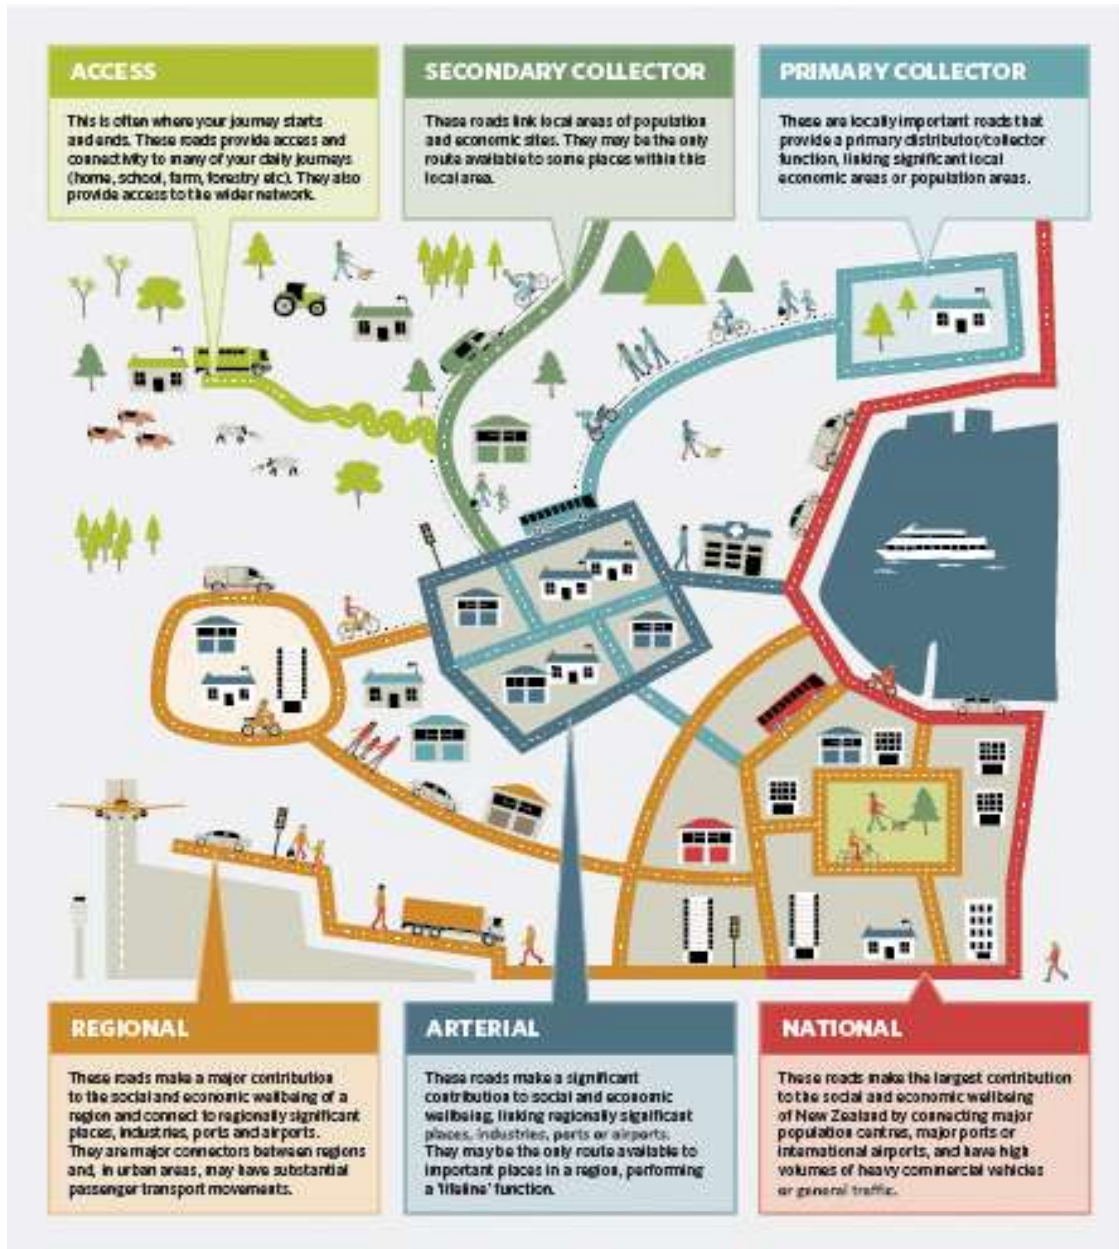 ACCESS
This is often where your journey starts
and ends. These roads provide access and
connectivity to many of your daily journeys
(home, school, farm, forestry etc). They also
provide access to the wider network.
SECONDARY COLLECTOR
These roads link local areas of population
and economic sites. They may be the only
route available to some places within this
local area.
PRIMARY COLLECTOR
These are locally important roads that
provide a primary distributor/collector
function, linking significant local
economic areas or population areas.
REGIONAL
These roads make a major contribution
to the social and economic wellbeing of a
region and connect to regionally significant
places, industries, ports and airports.
They are major connectors between regions
and, in urban areas, may have substantial
passenger transport movements.
ARTERIAL
These roads make a significant
contribution to social and economic
wellbeing, linking regionally significant
places, industries, ports or airports.
They may be the only route available to
important places in a region, performing
a 'lifeline' function.
NATIONAL
These roads make the largest contribution
to the social and economic wellbeing
of New Zealand by connecting major
population centres, major ports or
international airports, and have high
volumes of heavy commercial vehicles
or general traffic.